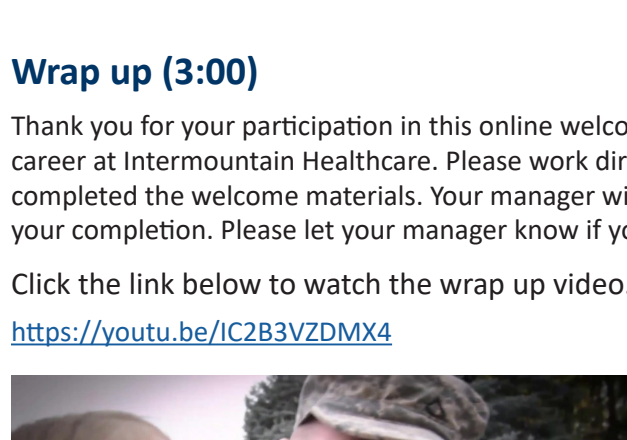 Wrap up (3:00)
Thank you for your participation in this online welco
career at Intermountain Healthcare. Please work dir
completed the welcome materials. Your manager wi
your completion. Please let your manager know if yo
Click the link below to watch the wrap up video.
https://youtu.be/IC2B3VZDMX4